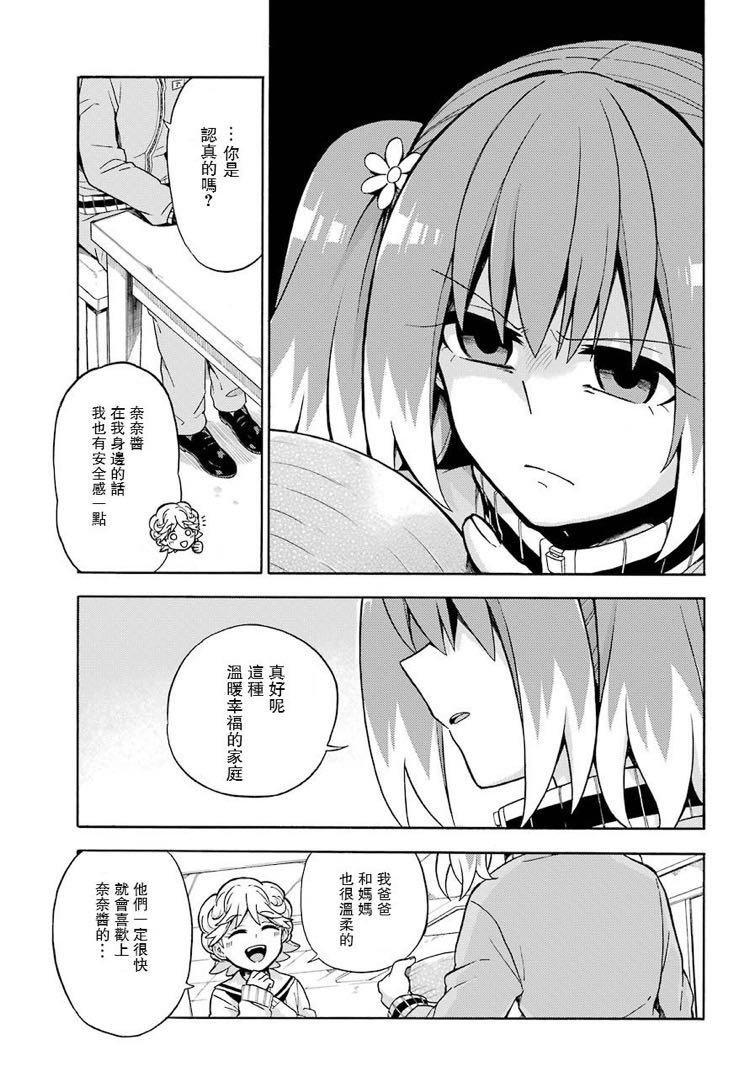 …你是
認真的嗎？
奈奈醬
在我身邊的話
我也有安全感一點
真好呢
這種
溫暖幸福的家庭
我爸爸
和媽媽
也很溫柔的
他們一定很快
就會喜歡上
奈奈醬的…